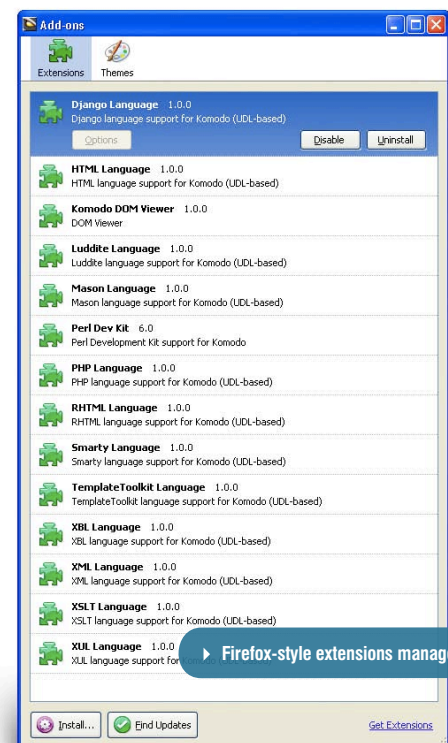 Add-ons
Extensions Themes
Django Language 1.0.0
Django language support for Komodo (UDL-based)
Options Disable Uninstall
HTML Language 1.0.0
HTML language support for Komodo (UDL-based)
Komodo DOM Viewer 1.0.0
DOM Viewer
Luddite Language 1.0.0
Luddite language support for Komodo (UDL-based)
Mason Language 1.0.0
Mason language support for Komodo (UDL-based)
Perl Dev Kit 6.0
Perl Development Kit support for Komodo
PHP Language 1.0.0
PHP language support for Komodo (UDL-based)
RHTML Language 1.0.0
RHTML language support for Komodo (UDL-based)
Smarty Language 1.0.0
Smarty language support for Komodo (UDL-based)
TemplateToolkit Language 1.0.0
TemplateToolkit language support for Komodo (UDL-based)
XBL Language 1.0.0
XBL language support for Komodo (UDL-based)
XML Language 1.0.0
XML language support for Komodo (UDL-based)
XSLT Language 1.0.0
XSLT language support for Komodo (UDL-based)
XUL Language 1.0.0
XUL language support for
Firefox-style extensions manag
Install... Find Updates Get Extensions